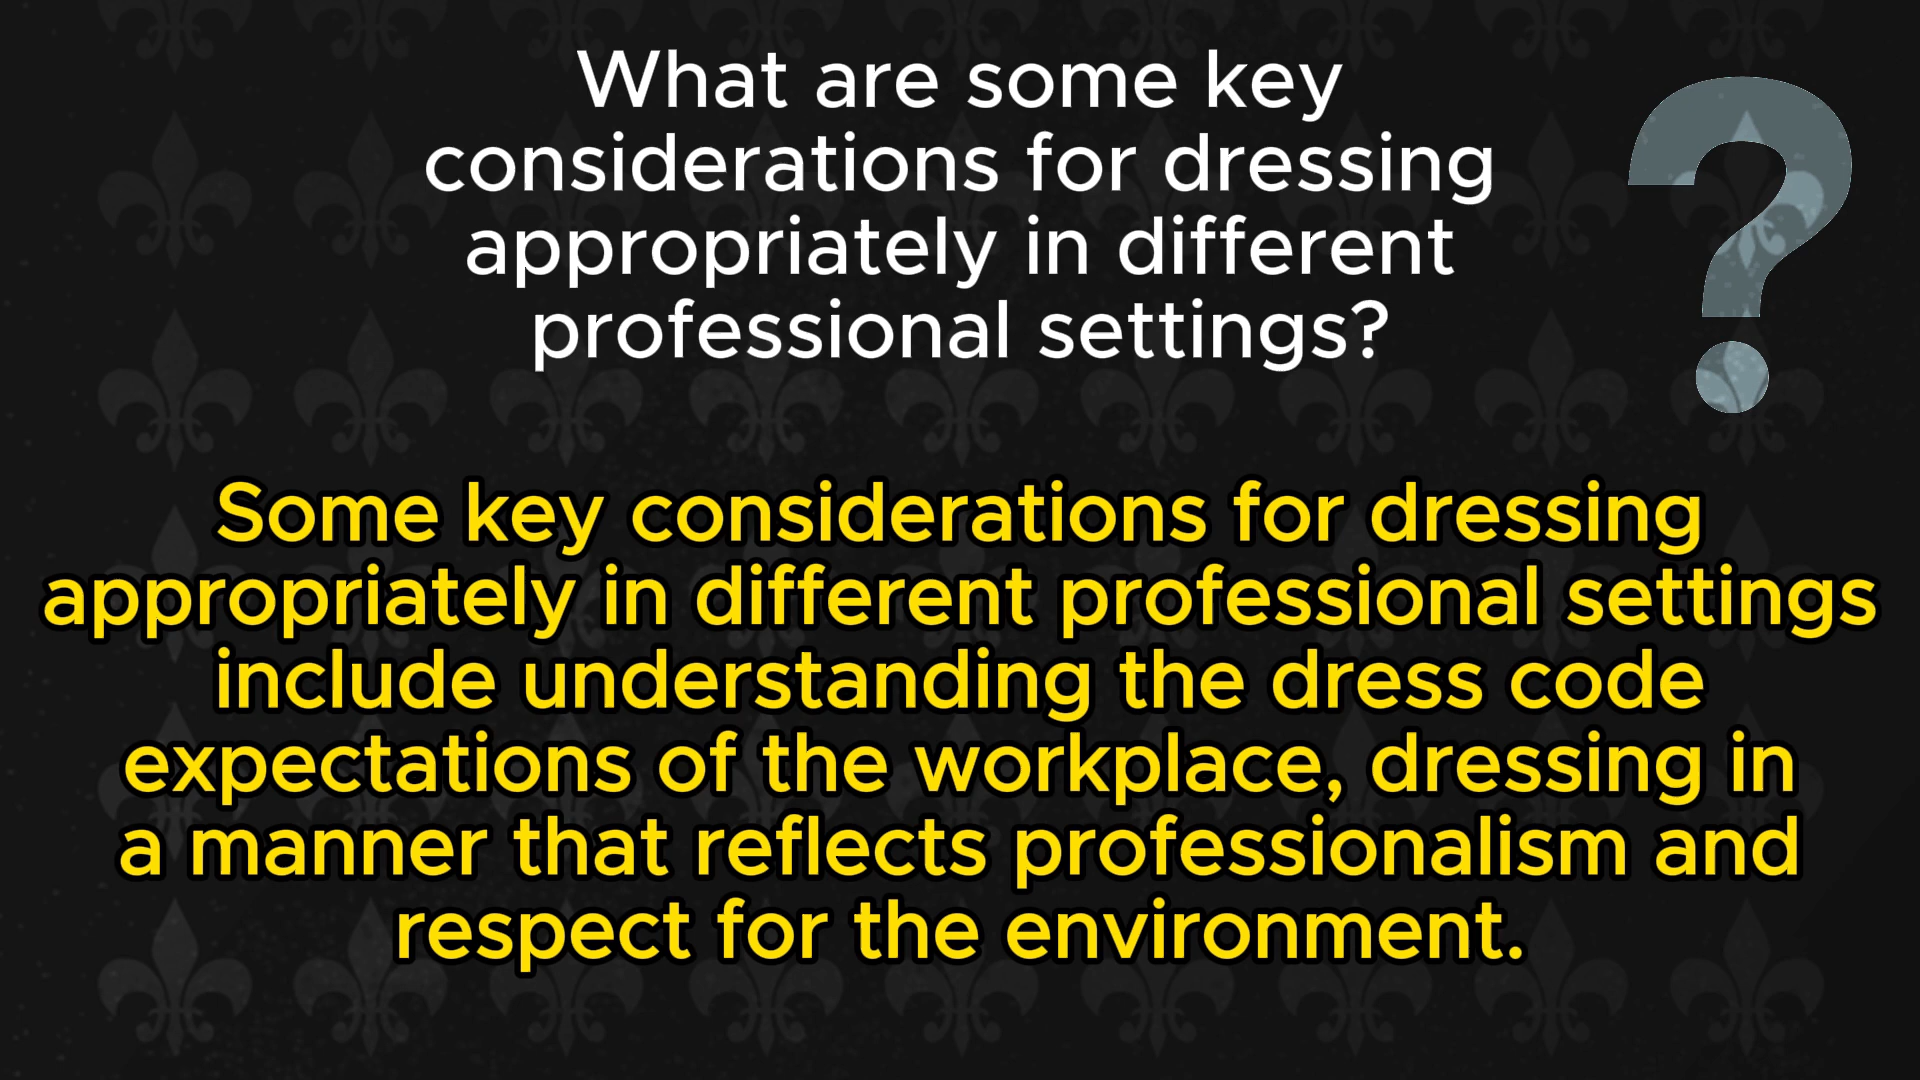 What are some key
considerations for dressing
appropriately in different
professional settings?
?
Some key considerations for dressing
appropriately in different professional settings
include understanding the dress code
expectations of the workplace, dressing in
a manner that reflects professionalism and
respect for the environment.